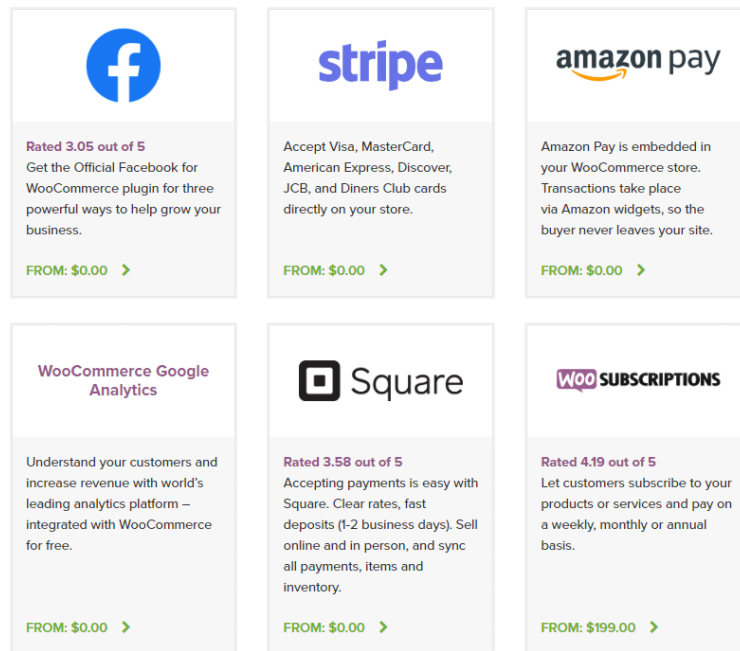 stripe
amazon pay
Rated 3.05 out of 5
Get the Official Facebook for
WooCommerce plugin for three
powerful ways to help grow your
business.
FROM: $0.00
Accept Visa, MasterCard,
American Express, Discover,
JCB, and Diners Club cards
directly on your store.
FROM: $0.00
Amazon Pay is embedded in
your WooCommerce store.
Transactions take place
via Amazon widgets, so the
buyer never leaves your site.
FROM: $0.00
WooCommerce Google
Analytics
Understand your customers and
increase revenue with world’s
leading analytics platform –
integrated with WooCommerce
for free.
FROM: $0.00
Square
Rated 3.58 out of 5
Accepting payments is easy with
Square. Clear rates, fast
deposits (1-2 business days). Sell
online and in person, and sync
all payments, items and
inventory.
FROM: $0.00
WOO SUBSCRIPTIONS
Rated 4.19 out of 5
Let customers subscribe to your
products or services and pay on
a weekly, monthly or annual
basis.
FROM: $199.00